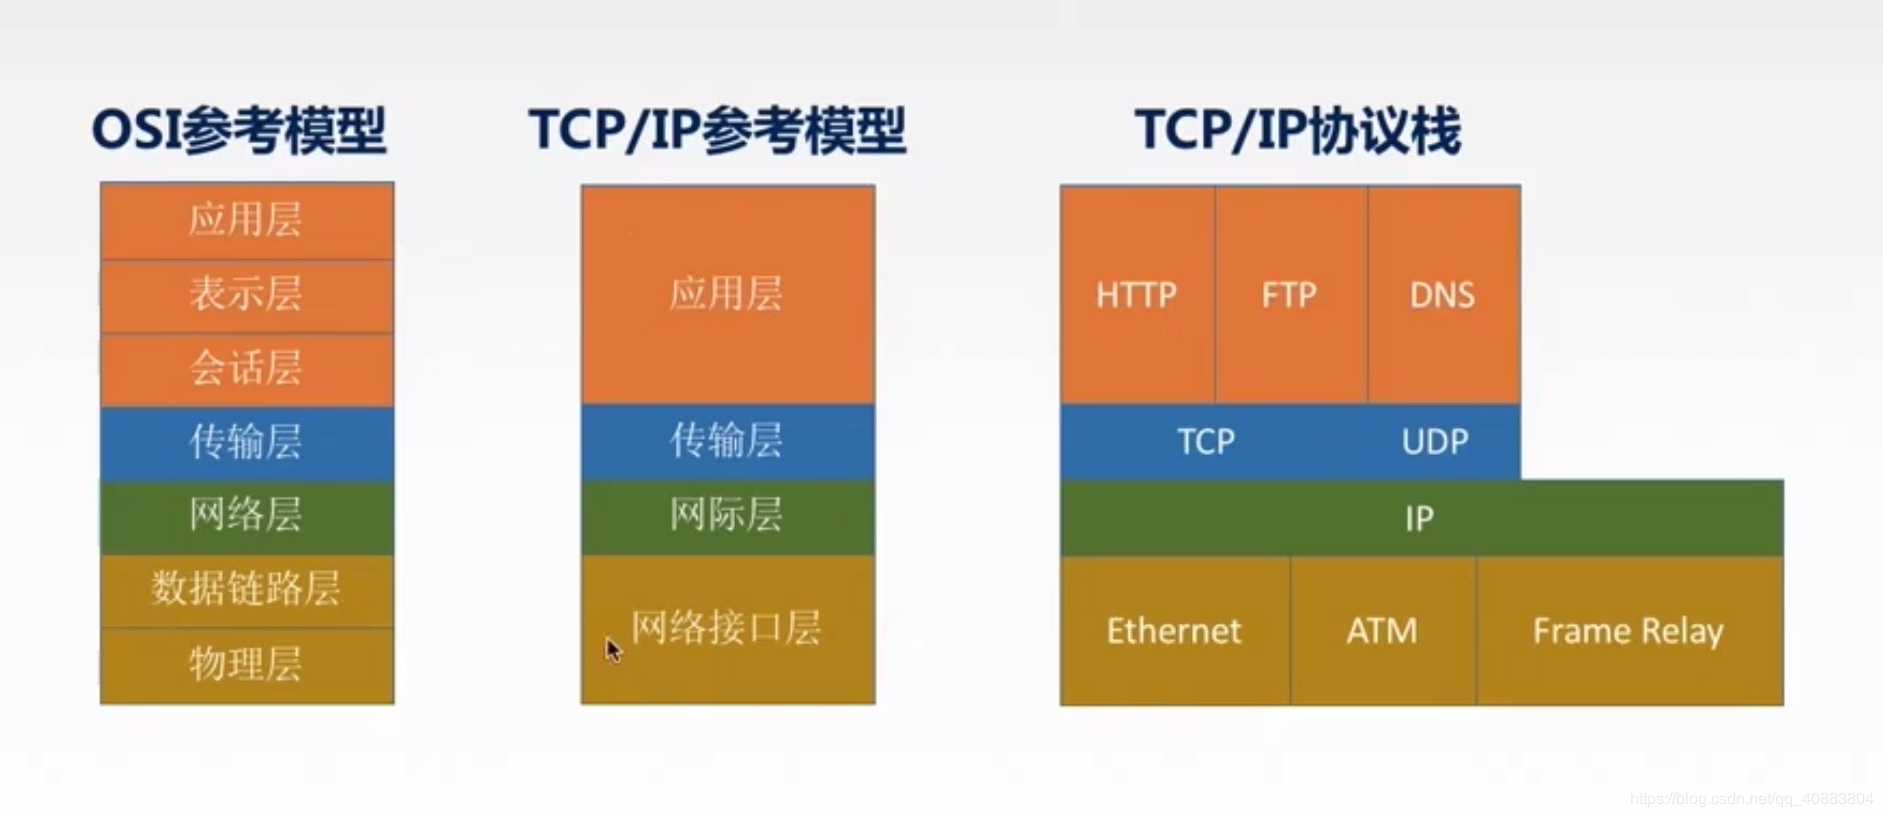 OSI参考模型
应用层
表示层
会话层
传输层
网络层
数据链路层
物理层
TCP/IP参考模型
应用层
传输层
网际层
网络接口层
TCP/IP协议栈
HTTP FTP DNS
TCP UDP
IP
Ethernet ATM Frame Relay
https://blog.csdn.net/qq_40883804